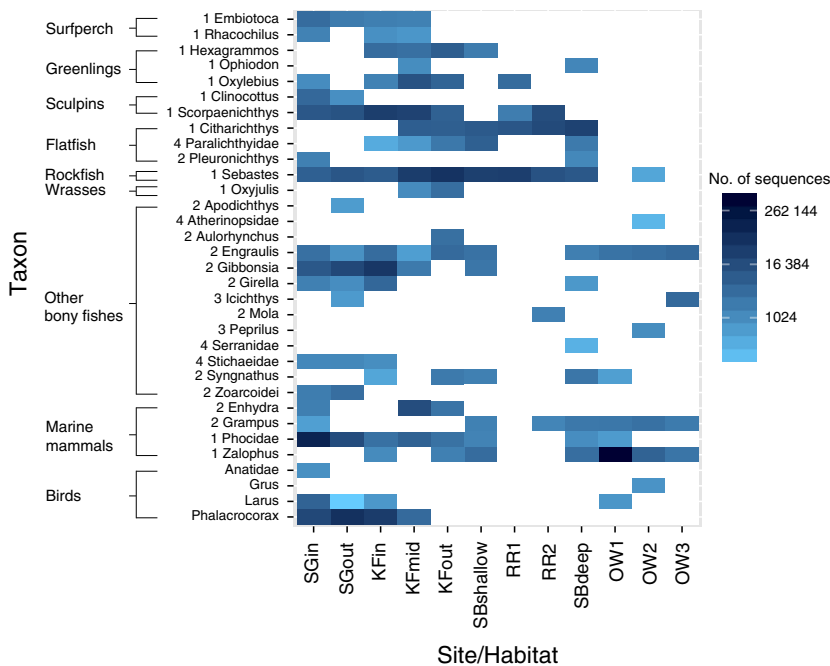 Surfperch
Greenlings
Sculpins
Flatfish
Rockfish
Wrasses
Other
bony fishes
Marine
mammals
Birds
Taxon
1 Embiotoca
1 Rhacochilus
1 Hexagrammos
1 Ophiodon
1 Oxylebius
1 Clinocottus
1 Scorpaenichthys
1 Citharichthys
4 Paralichthyidae
2 Pleuronichthys
1 Sebastes
1 Oxyjulis
2 Apodichthys
4 Atherinopsidae
2 Aulorhynchus
2 Engraulis
2 Gibbonsia
2 Girella
3 Icichthys
2 Mola
3 Peprilus
4 Serranidae
4 Stichaeidae
2 Syngnathus
2 Zoarcoidei
2 Enhydra
2 Grampus
1 Phocidae
1 Zalophus
Anatidae
Grus
Larus
Phalacrocorax
SGin
SGout
KFin
KFmid
KFout
SBshallow
RR1
RR2
SBdeep
OW1
OW2
OW3
Site/Habitat
No. of sequences
262 144
16 384
1024